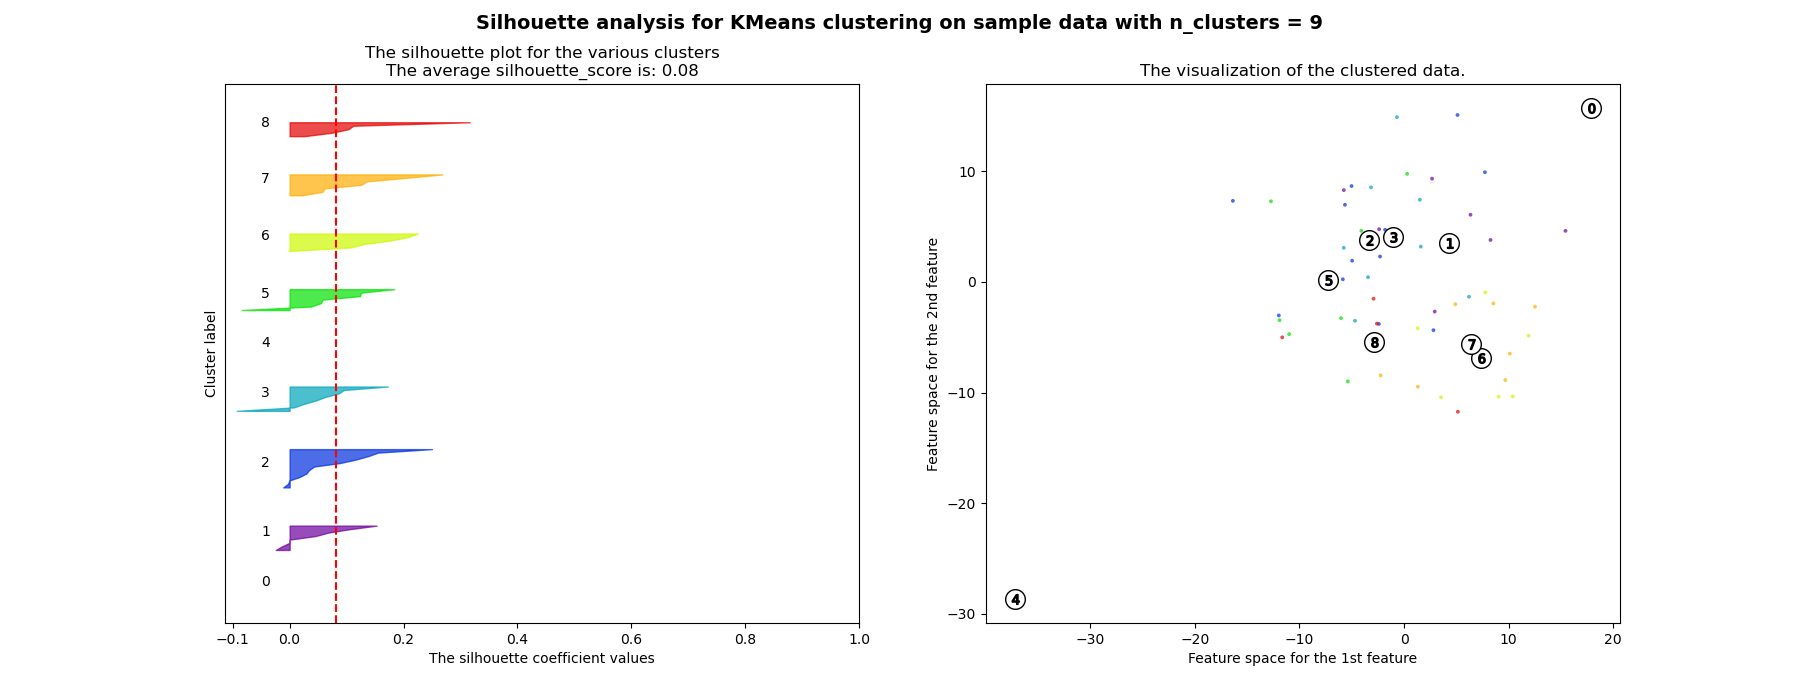 Silhouette analysis for KMeans clustering on sample data with n_clusters = 9
The silhouette plot for the various clusters
The average silhouette_score is: 0.08
8
7
6
5
4
3
2
1
0
Cluster label
−0.1 0.0 0.2 0.4 0.6 0.8 1.0
The silhouette coefficient values
The visualization of the clustered data.
0
10
2 3 1
0
5
8 7 6
−10
−20
4
−30
Feature space for the 2nd feature
−30 −20 −10 0 10 20
Feature space for the 1st feature